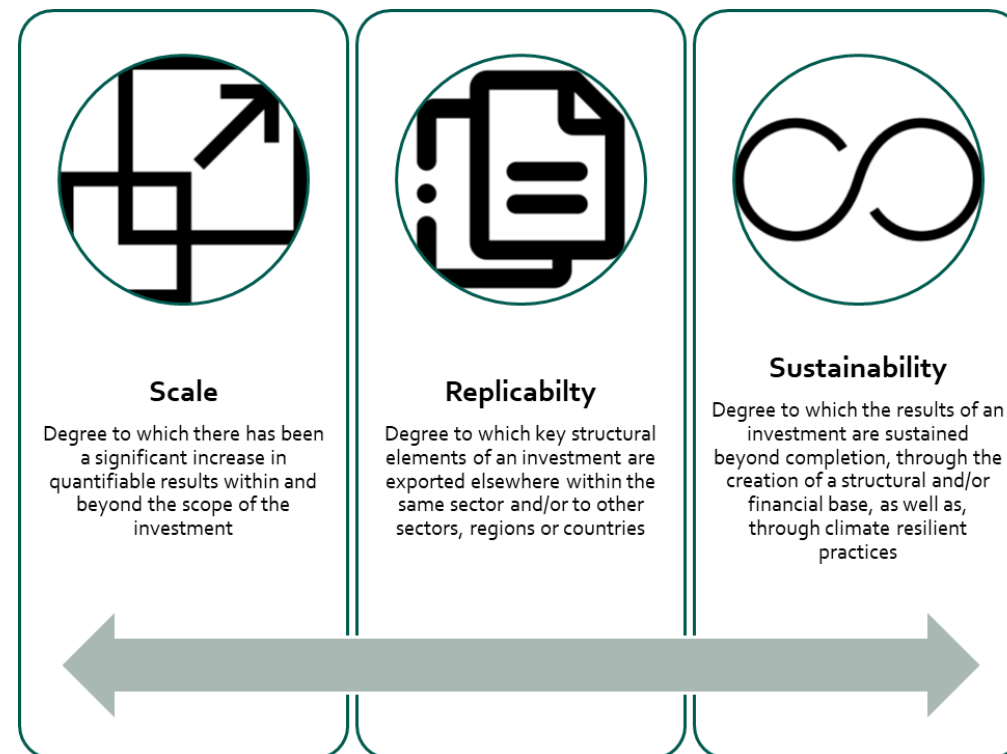 Scale
Degree to which there has been
a significant increase in
quantifiable results within and
beyond the scope of the
investment
Replicabilty
Degree to which key structural
elements of an investment are
exported elsewhere within the
same sector and/or to other
sectors, regions or countries
Sustainability
Degree to which the results of an
investment are sustained
beyond completion, through the
creation of a structural and/or
financial base, as well as,
through climate resilient
practices